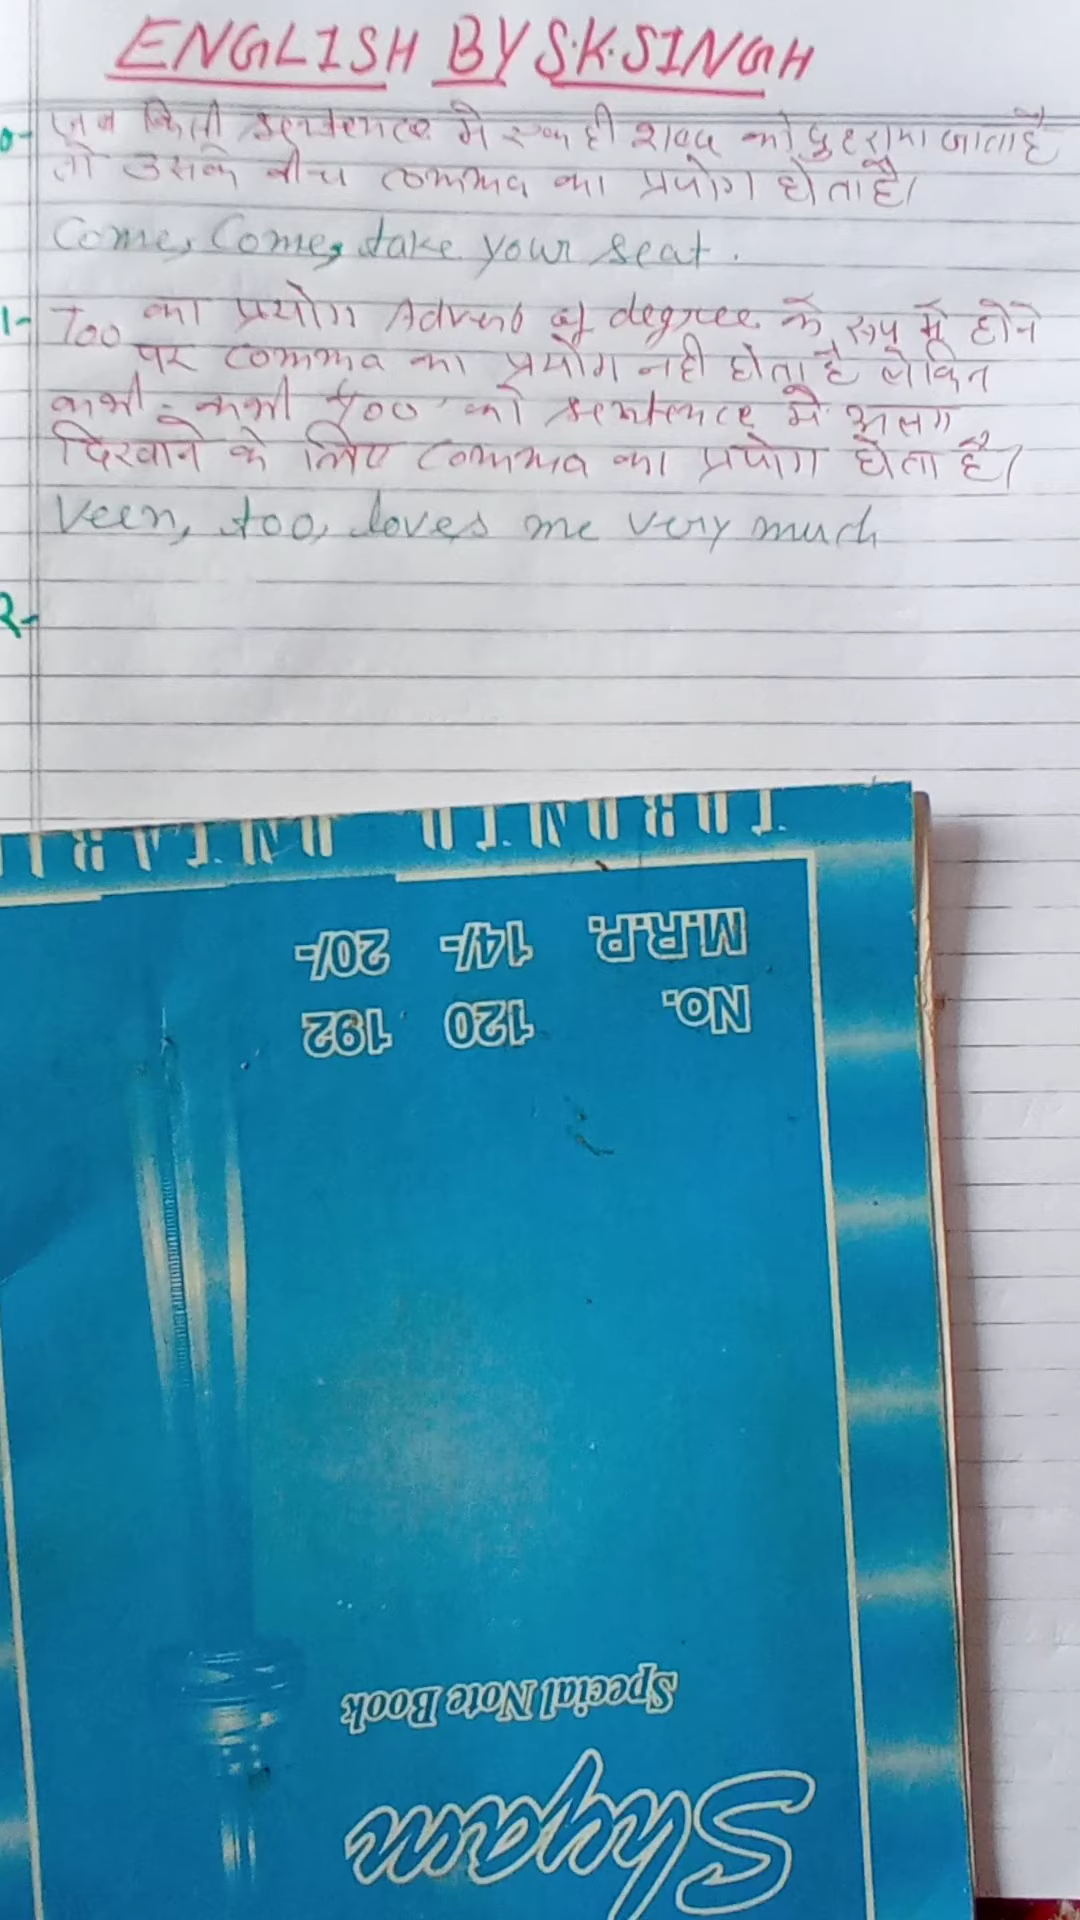 ENGLISH BY S.K.SINGH
0- जब किसी sentence मे एक ही शब्द को दुहराया जाता है
तो उसके बीच comma का प्रयोग होता है।
Come, Come, take your seat.
1- Too का प्रयोग Adverb of degree के रूप में होने
पर comma का प्रयोग नही होता है लेकिन
कभी-कभी too को sentence मे अलग
दिखाने के लिए comma का प्रयोग होता है।
Veen, too, loves me very much
2-
Shyam
Special Note Book
No. 120 192
M.R.P. 14/- 20/-